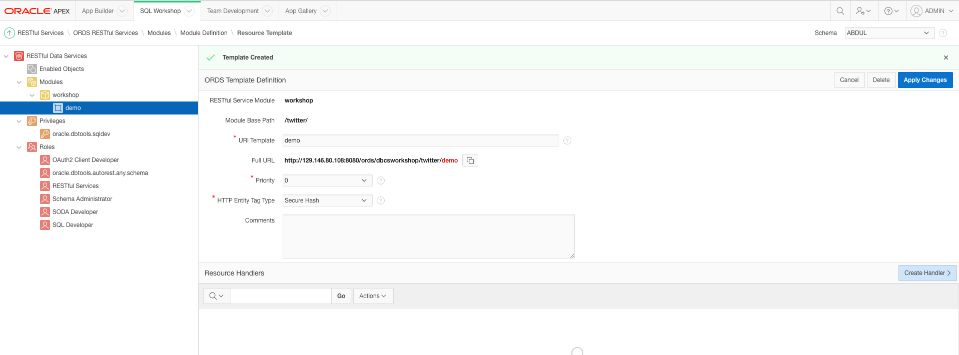 ORACLE APEX App Builder SQL Workshop Team Development App Gallery ADMIN
RESTful Services \ ORDS RESTful Services \ Modules \ Module Definition \ Resource Template Schema ABDUL
RESTful Data Services
Enabled Objects
Modules
workshop
demo
Privileges
oracle.dbtools.sqldev
Roles
OAuth2 Client Developer
oracle.dbtools.autorest.any.schema
RESTful Services
Schema Administrator
SODA Developer
SQL Developer
Template Created
ORDS Template Definition Cancel Delete Apply Changes
RESTful Service Module workshop
Module Base Path /twitter/
* URI Template demo
Full URL http://129.146.80.108:8080/ords/dbcsworkshop/twitter/demo
* Priority 0
* HTTP Entity Tag Type Secure Hash
Comments
Resource Handlers Create Handler
Go Actions